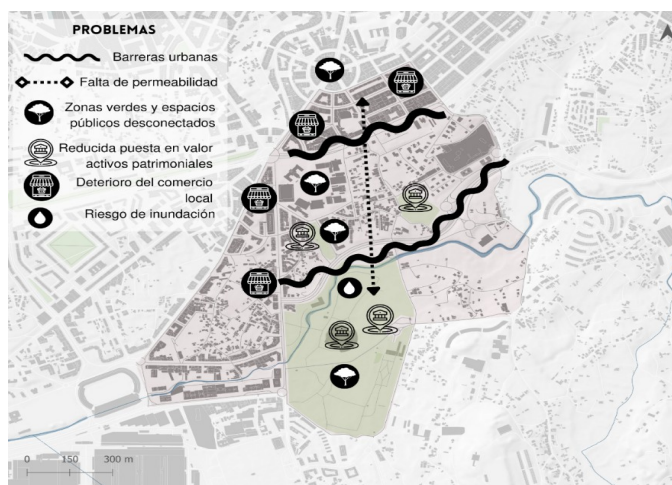 PROBLEMAS
Barreras urbanas
Falta de permeabilidad
Zonas verdes y espacios
públicos desconectados
Reducida puesta en valor
activos patrimoniales
Deterioro del comercio
local
Riesgo de inundación
0 150 300 m